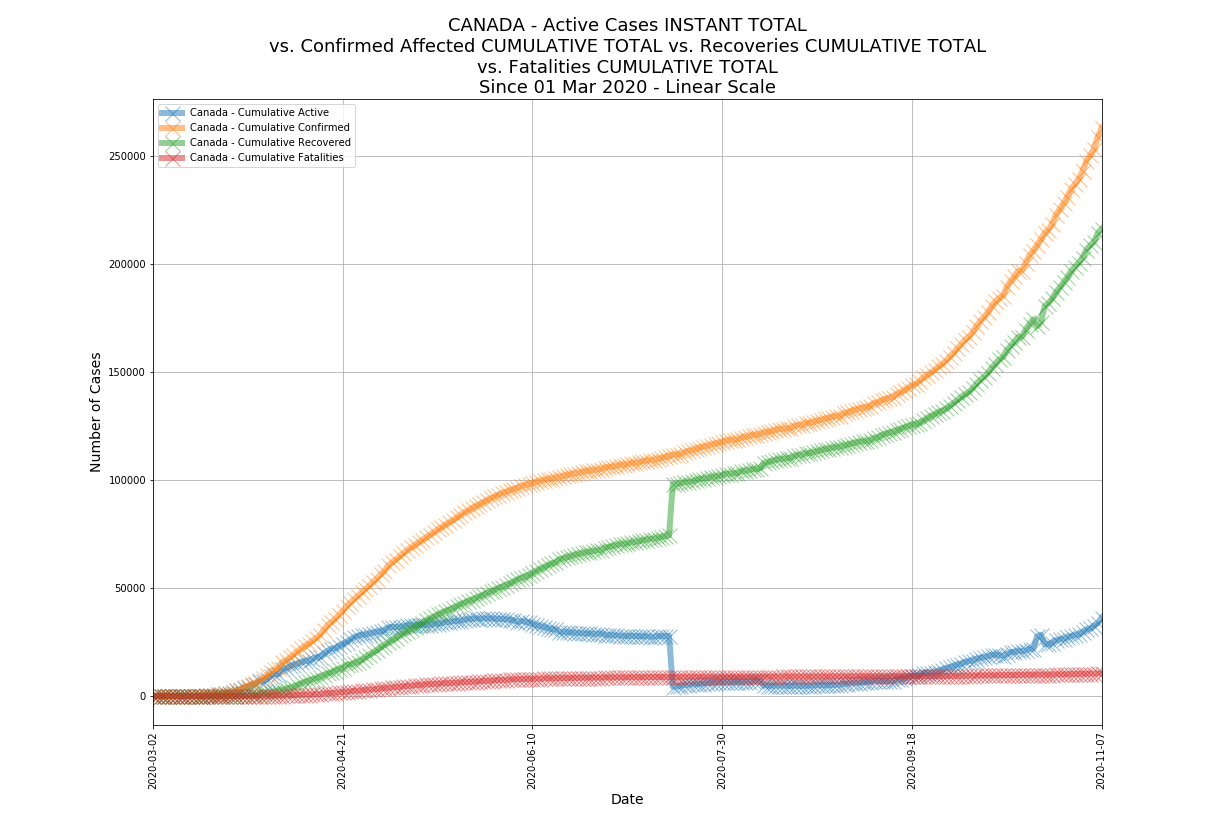 CANADA - Active Cases INSTANT TOTAL
vs. Confirmed Affected CUMULATIVE TOTAL vs. Recoveries CUMULATIVE TOTAL
vs. Fatalities CUMULATIVE TOTAL
Since 01 Mar 2020 - Linear Scale
Canada - Cumulative Active
Canada - Cumulative Confirmed
Canada - Cumulative Recovered
Canada - Cumulative Fatalities
Number of Cases
250000
200000
150000
100000
50000
0
2020-03-02
2020-04-21
2020-06-10
2020-07-30
2020-09-18
2020-11-07
Date